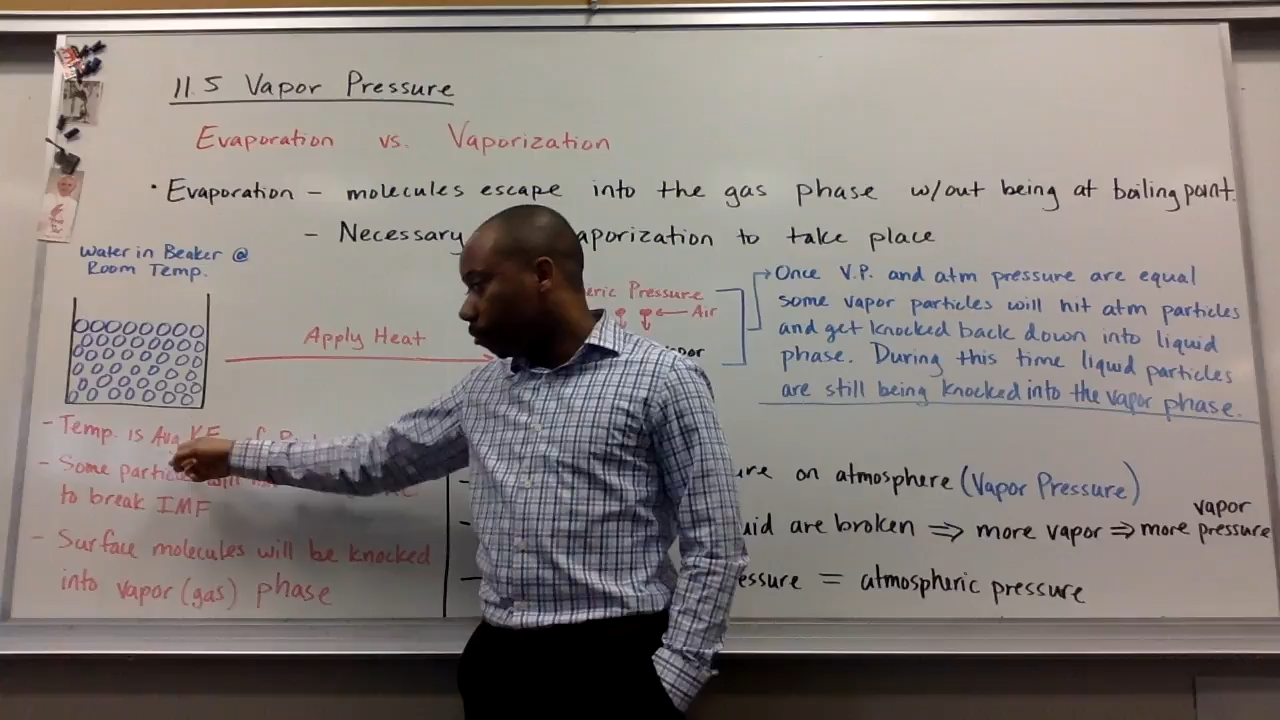 11.5 Vapor Pressure
Evaporation vs. Vaporization
• Evaporation – molecules escape into the gas phase w/out being at boiling point.
– Necessary aporization to take place
Water in Beaker @
Room Temp.
Apply Heat
eric Pressure
Air
Once V.P. and atm pressure are equal
some vapor particles will hit atm particles
and get knocked back down into liquid
phase. During this time liquid particles
are still being knocked into the vapor phase.
- Temp. is Avg KE
- Some
to break IMF
- Surface molecules will be knocked
into vapor (gas) phase
ure on atmosphere (Vapor Pressure)
uid are broken ⇒ more vapor ⇒ more vapor pressure
essure = atmospheric pressure